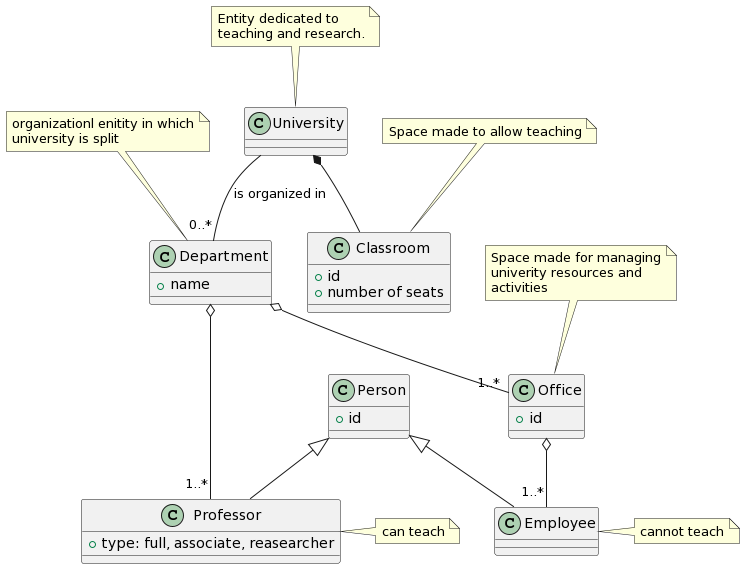 Entity dedicated to
teaching and research.
C University
organizationl enitity in which
university is split
Space made to allow teaching
is organized in
0..*
C Department
name
C Classroom
id
number of seats
Space made for managing
univerity resources and
activities
1..*
C Person
id
C Office
id
1..*
1..*
C Professor
type: full, associate, reasearcher
can teach
C Employee
cannot teach